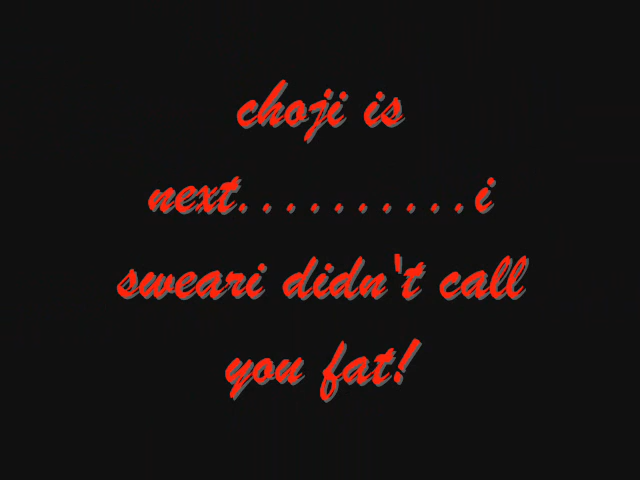 choji is
next..........i
sweari didn't call
you fat!